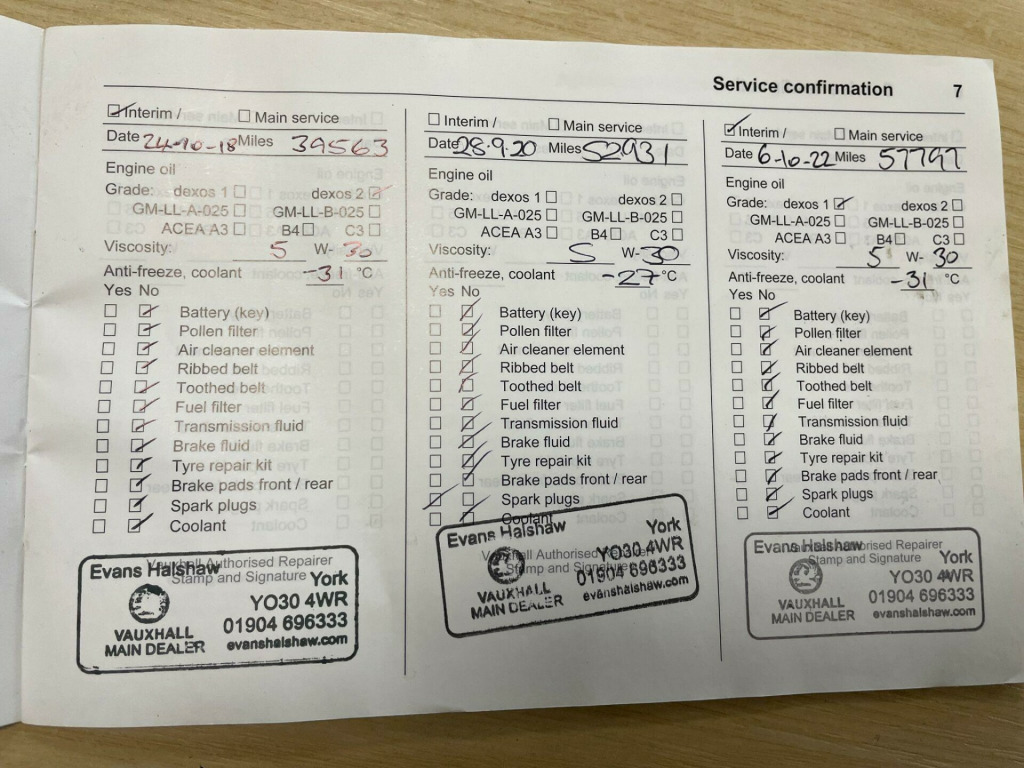 Service confirmation 7
Interim / Main service
Date 24-10-18 Miles 39563
Engine oil
Grade: dexos 1 dexos 2
GM-LL-A-025 GM-LL-B-025
ACEA A3 B4 C3
Viscosity: 5 W- 30
Anti-freeze, coolant -31 °C
Yes No
Battery (key)
Pollen filter
Air cleaner element
Ribbed belt
Toothed belt
Fuel filter
Transmission fluid
Brake fluid
Tyre repair kit
Brake pads front / rear
Spark plugs
Coolant
Vauxhall Authorised Repairer
Stamp and Signature
Evans Halshaw
York
YO30 4WR
VAUXHALL 01904 696333
MAIN DEALER evanshalshaw.com
Interim / Main service
Date 28.9.20 Miles 52931
Engine oil
Grade: dexos 1 dexos 2
GM-LL-A-025 GM-LL-B-025
ACEA A3 B4 C3
Viscosity: 5 W- 30
Anti-freeze, coolant -27 °C
Yes No
Battery (key)
Pollen filter
Air cleaner element
Ribbed belt
Toothed belt
Fuel filter
Transmission fluid
Brake fluid
Tyre repair kit
Brake pads front / rear
Spark plugs
Coolant
Vauxhall Authorised
Stamp and Signature
Evans Halshaw York
YO30 4WR
VAUXHALL 01904 696333
MAIN DEALER evanshalshaw.com
Interim / Main service
Date 6-10-22 Miles 57797
Engine oil
Grade: dexos 1 dexos 2
GM-LL-A-025 GM-LL-B-025
ACEA A3 B4 C3
Viscosity: 5 W- 30
Anti-freeze, coolant -31 °C
Yes No
Battery (key)
Pollen filter
Air cleaner element
Ribbed belt
Toothed belt
Fuel filter
Transmission fluid
Brake fluid
Tyre repair kit
Brake pads front / rear
Spark plugs
Coolant
Authorised Repairer
Stamp and Signature
Evans Halshaw
York
YO30 4WR
VAUXHALL 01904 696333
MAIN DEALER evanshalshaw.com